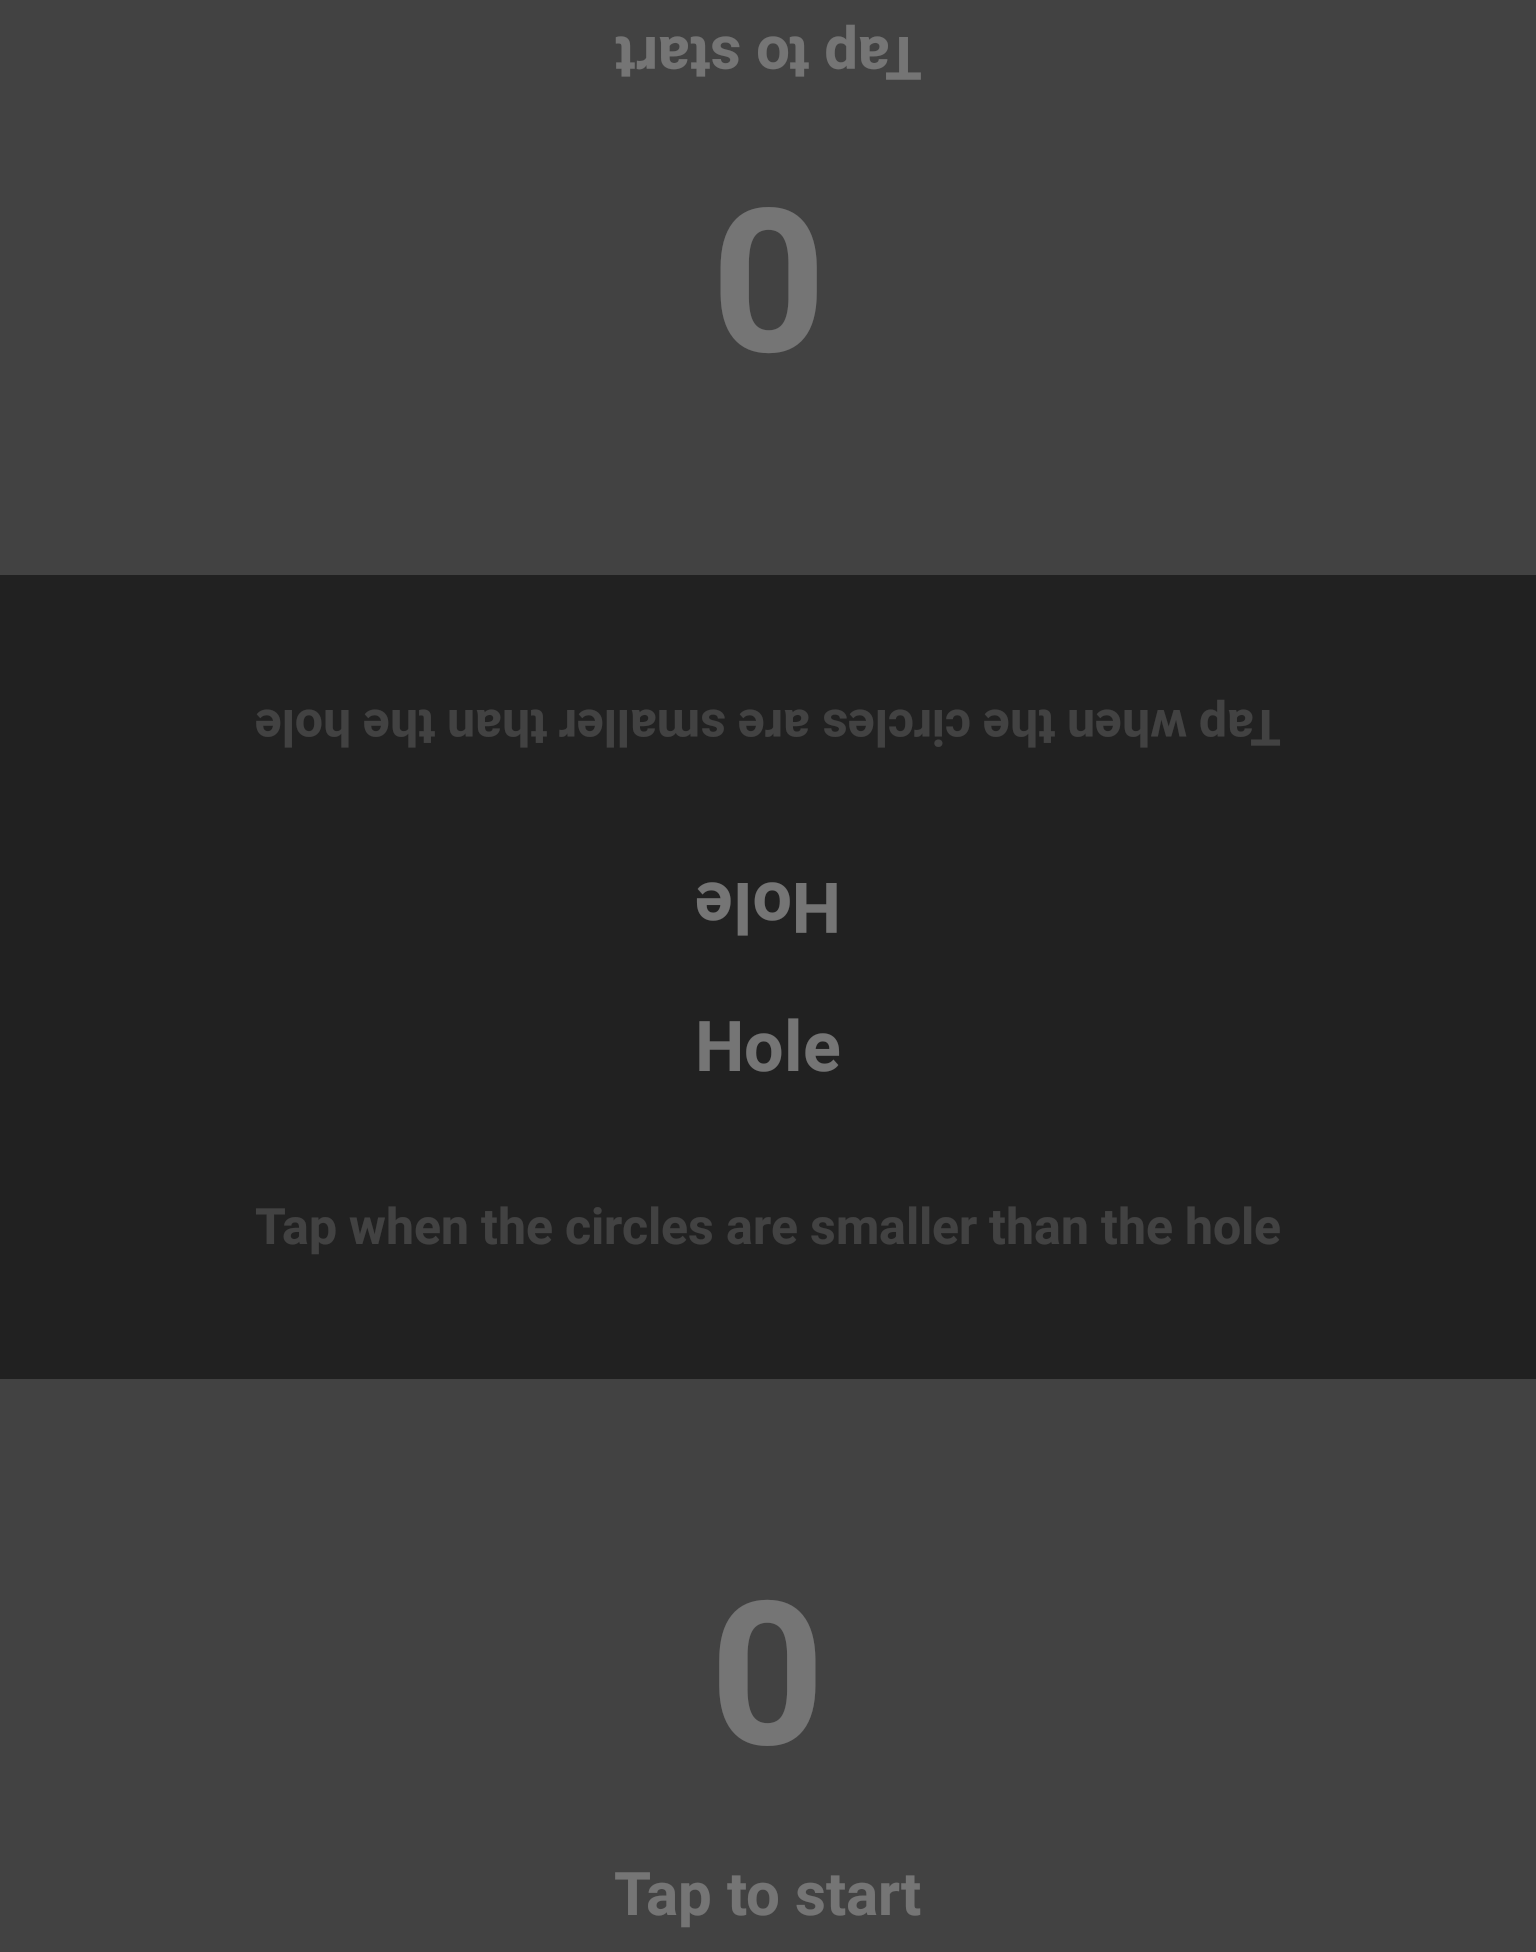 Tap to start
0
Tap when the circles are smaller than the hole
Hole
Hole
Tap when the circles are smaller than the hole
0
Tap to start